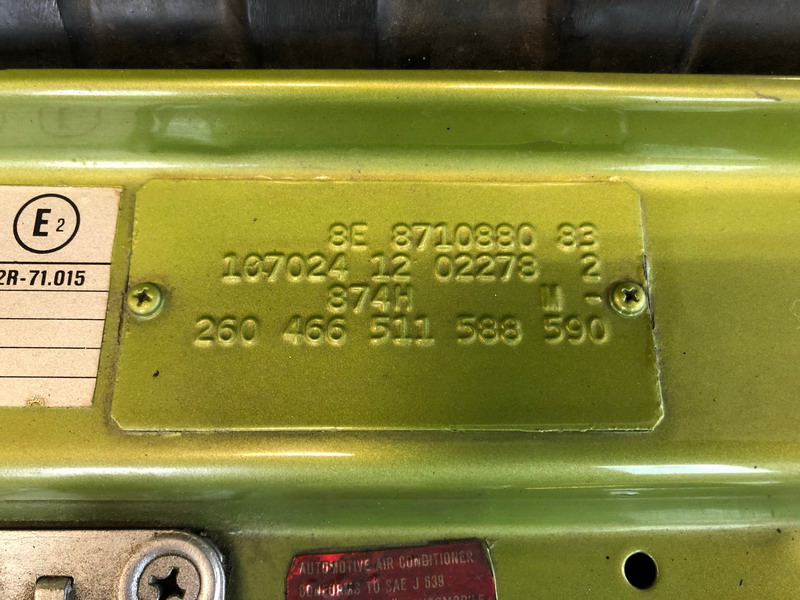 E 2
2R-71.015
8E 8710880 83
107024 12 02278 2
874H M -
260 466 511 588 590
AUTOMOTIVE AIR CONDITIONER
CONFORMS TO SAE J 639